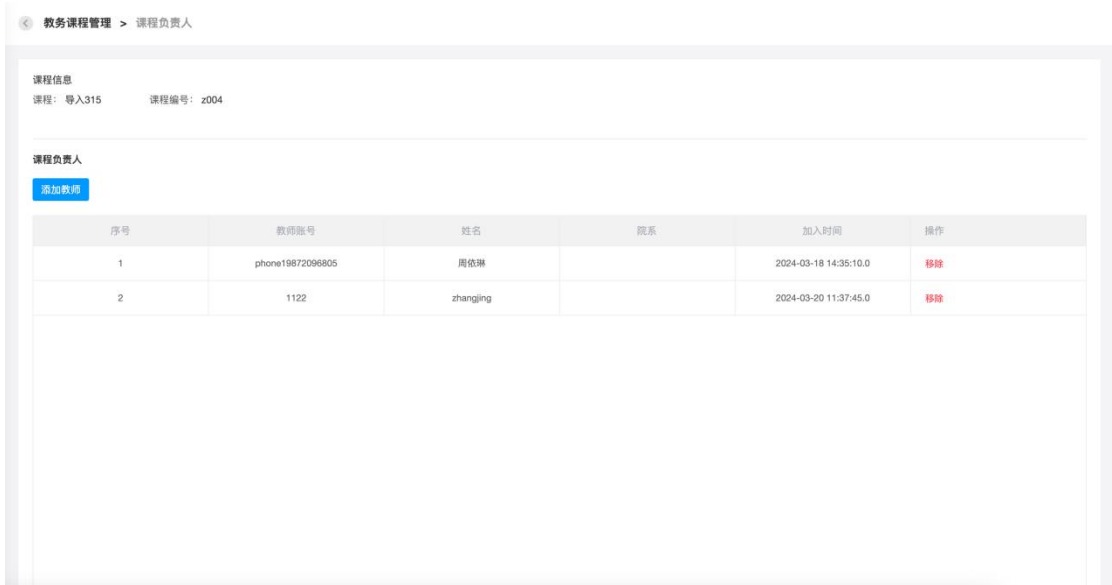 教务课程管理 > 课程负责人
课程信息
课程： 导入315 课程编号： z004
课程负责人
添加教师
序号 教师账号 姓名 院系 加入时间 操作
1 phone19872096805 周依琳 2024-03-18 14:35:10.0 移除
2 1122 zhangjing 2024-03-20 11:37:45.0 移除